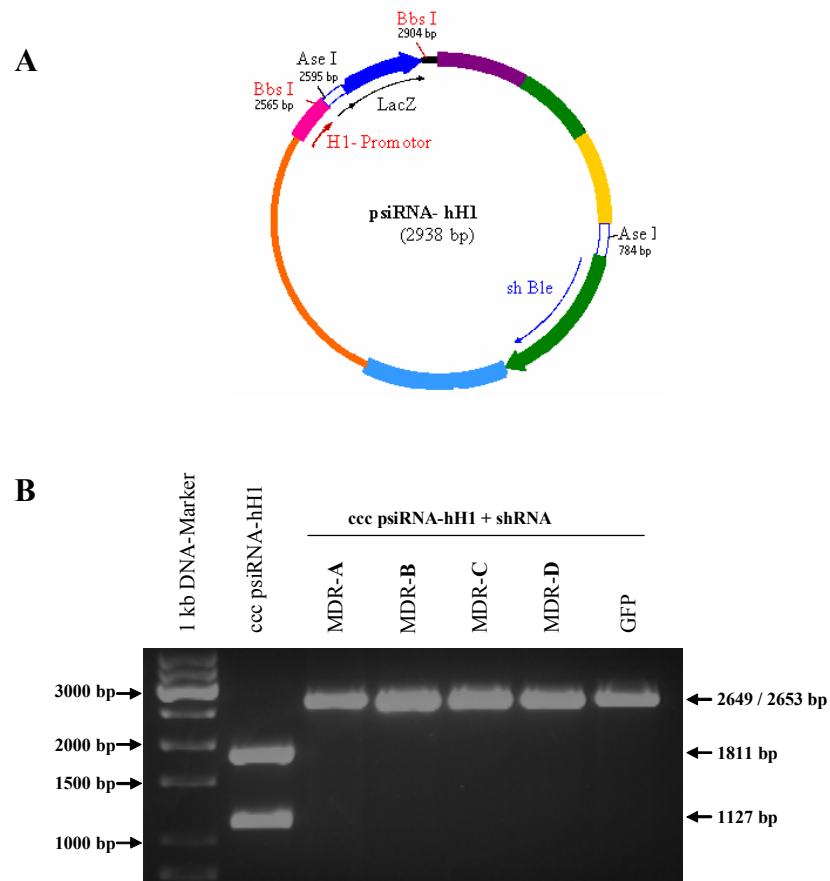 A
Bbs I
2904 bp
Ase I
2595 bp
Bbs I
2565 bp
LacZ
H1- Promotor
psiRNA- hH1
(2938 bp)
Ase I
784 bp
sh Ble
B
1 kb DNA-Marker
ccc psiRNA-hH1
ccc psiRNA-hH1 + shRNA
MDR-A
MDR-B
MDR-C
MDR-D
GFP
3000 bp
2000 bp
1500 bp
1000 bp
2649 / 2653 bp
1811 bp
1127 bp